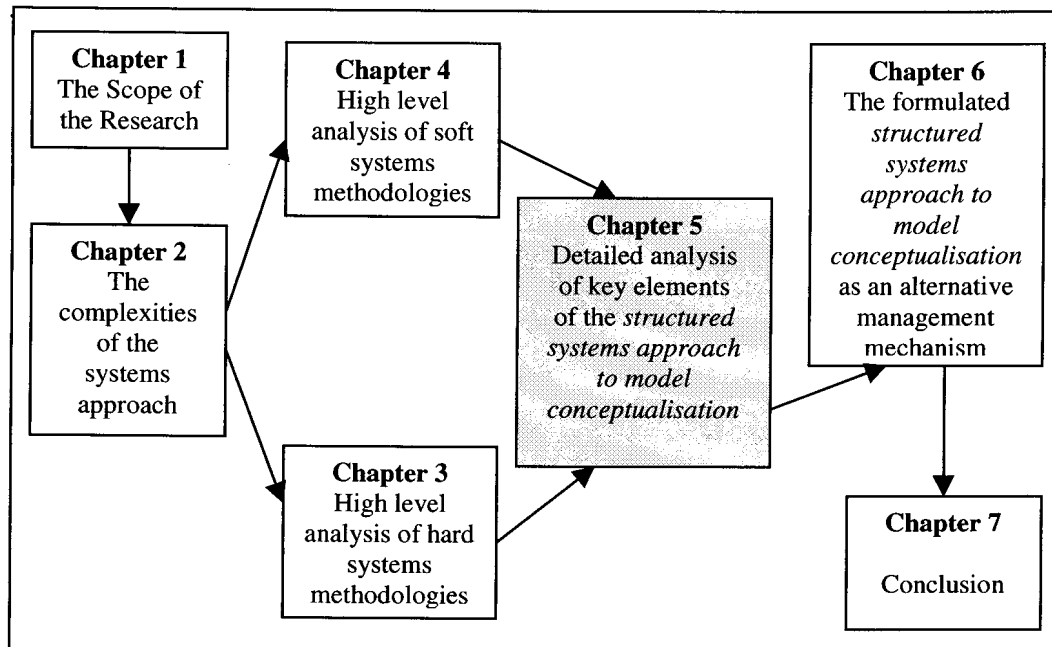 Chapter 1
The Scope of
the Research
Chapter 2
The
complexities
of the
systems
approach
Chapter 4
High level
analysis of soft
systems
methodologies
Chapter 3
High level
analysis of hard
systems
methodologies
Chapter 5
Detailed analysis
of key elements
of the structured
systems approach
to model
conceptualisation
Chapter 6
The formulated
structured
systems
approach to
model
conceptualisation
as an alternative
management
mechanism
Chapter 7
Conclusion